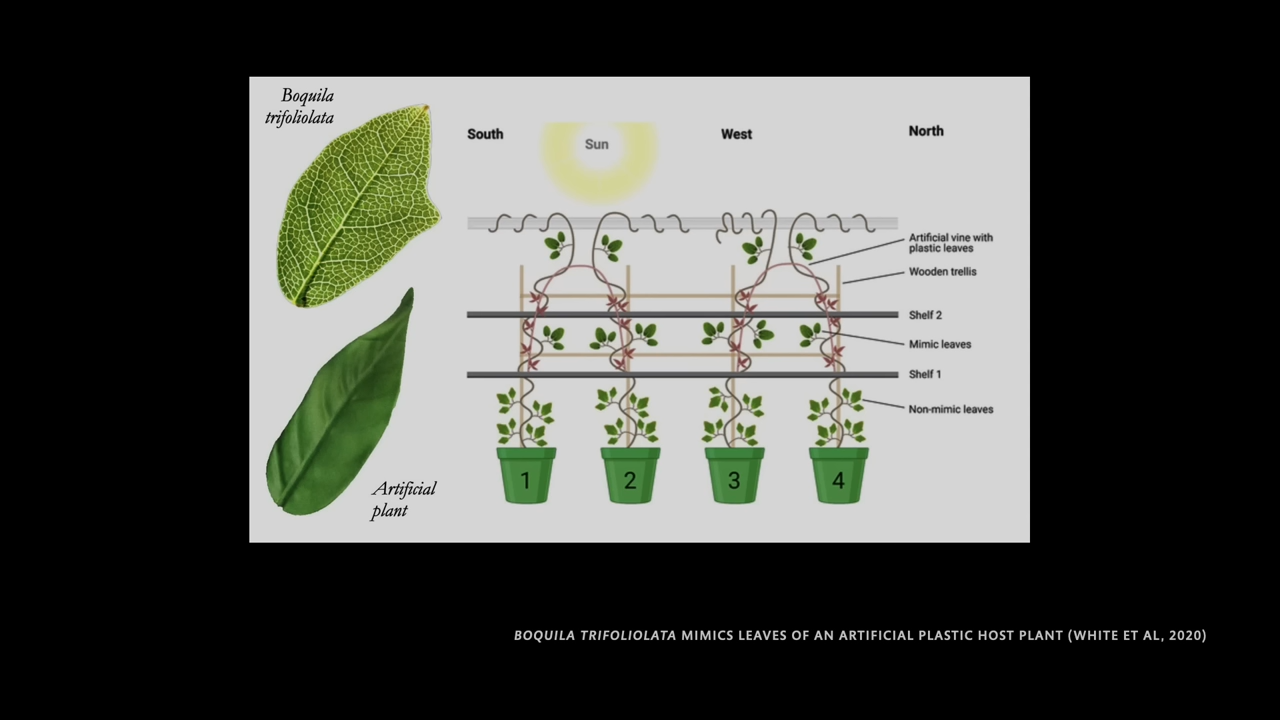 Boquila
trifoliolata
South
Sun
West
North
Artificial vine with
plastic leaves
Wooden trellis
Shelf 2
Mimic leaves
Shelf 1
Non-mimic leaves
1
2
3
4
Artificial
plant
BOQUILA TRIFOLIOLATA MIMICS LEAVES OF AN ARTIFICIAL PLASTIC HOST PLANT (WHITE ET AL, 2020)